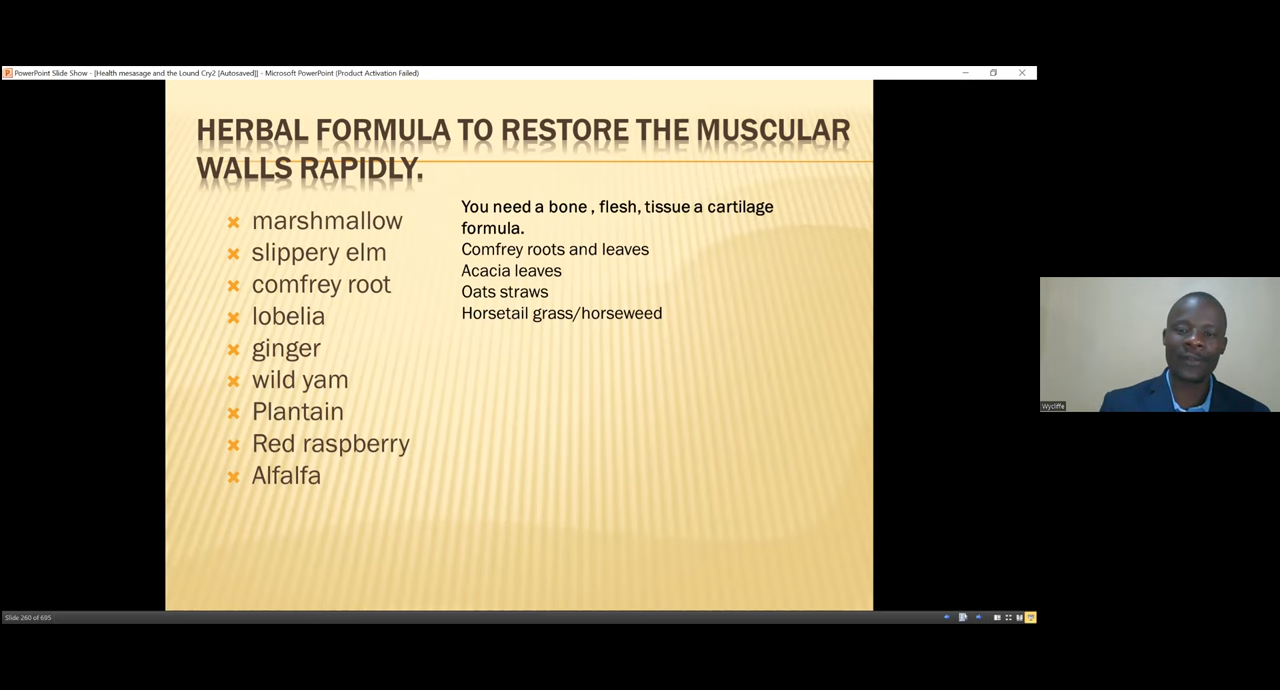 PowerPoint Slide Show - [Health mesasage and the Lound Cry2 [Autosaved]] - Microsoft PowerPoint (Product Activation Failed)
HERBAL FORMULA TO RESTORE THE MUSCULAR
WALLS RAPIDLY.
marshmallow
slippery elm
comfrey root
lobelia
ginger
wild yam
Plantain
Red raspberry
Alfalfa
You need a bone , flesh, tissue a cartilage
formula.
Comfrey roots and leaves
Acacia leaves
Oats straws
Horsetail grass/horseweed
Wycliffe
Slide 260 of 695